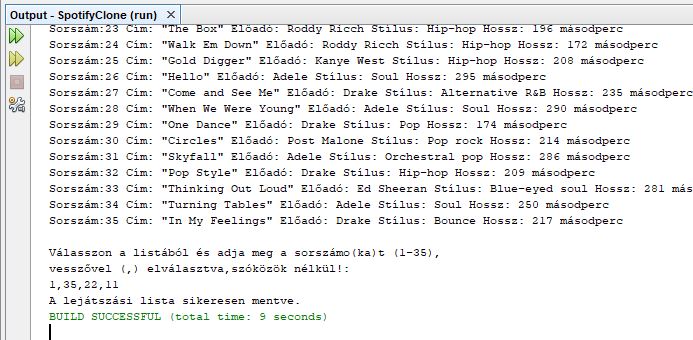 Output - SpotifyClone (run) ×
Sorszám:23 Cím: "The Box" Előadó: Roddy Ricch Stílus: Hip-hop Hossz: 196 másodperc
Sorszám:24 Cím: "Walk Em Down" Előadó: Roddy Ricch Stílus: Hip-hop Hossz: 172 másodperc
Sorszám:25 Cím: "Gold Digger" Előadó: Kanye West Stílus: Hip-hop Hossz: 208 másodperc
Sorszám:26 Cím: "Hello" Előadó: Adele Stílus: Soul Hossz: 295 másodperc
Sorszám:27 Cím: "Come and See Me" Előadó: Drake Stílus: Alternative R&B Hossz: 235 másodperc
Sorszám:28 Cím: "When We Were Young" Előadó: Adele Stílus: Soul Hossz: 290 másodperc
Sorszám:29 Cím: "One Dance" Előadó: Drake Stílus: Pop Hossz: 174 másodperc
Sorszám:30 Cím: "Circles" Előadó: Post Malone Stílus: Pop rock Hossz: 214 másodperc
Sorszám:31 Cím: "Skyfall" Előadó: Adele Stílus: Orchestral pop Hossz: 286 másodperc
Sorszám:32 Cím: "Pop Style" Előadó: Drake Stílus: Hip-hop Hossz: 209 másodperc
Sorszám:33 Cím: "Thinking Out Loud" Előadó: Ed Sheeran Stílus: Blue-eyed soul Hossz: 281 más
Sorszám:34 Cím: "Turning Tables" Előadó: Adele Stílus: Soul Hossz: 250 másodperc
Sorszám:35 Cím: "In My Feelings" Előadó: Drake Stílus: Bounce Hossz: 217 másodperc
Válasszon a listából és adja meg a sorszámo(ka)t (1-35),
vesszővel (,) elválasztva,szóközök nélkül!:
1,35,22,11
A lejátszási lista sikeresen mentve.
BUILD SUCCESSFUL (total time: 9 seconds)